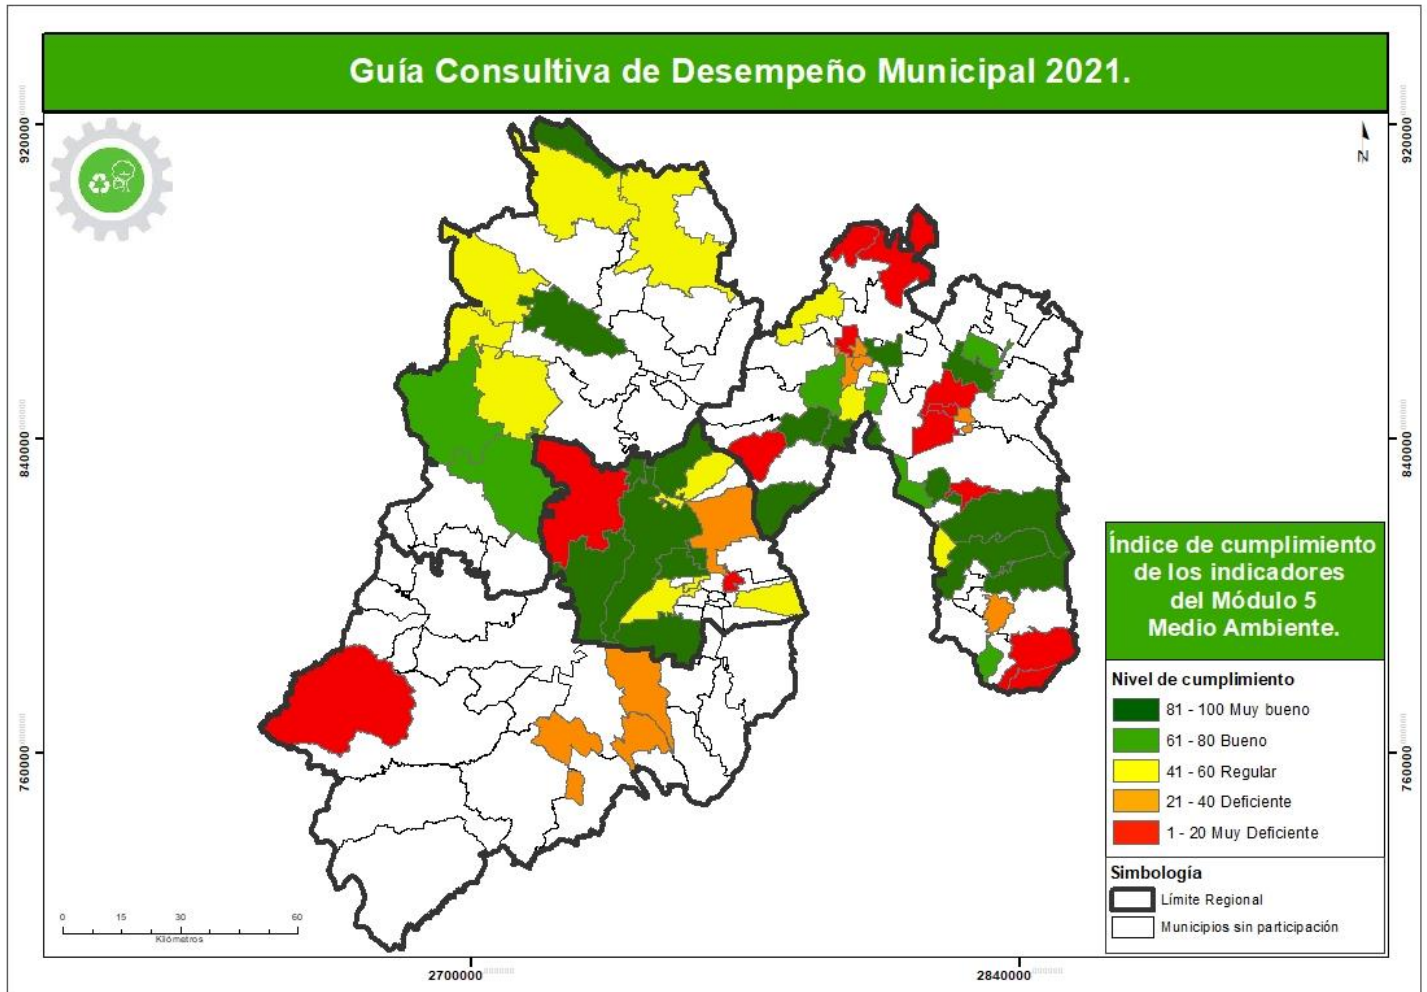 Guía Consultiva de Desempeño Municipal 2021.
920000
920000
N
840000
840000
760000
760000
Índice de cumplimiento
de los indicadores
del Módulo 5
Medio Ambiente.
Nivel de cumplimiento
81 - 100 Muy bueno
61 - 80 Bueno
41 - 60 Regular
21 - 40 Deficiente
1 - 20 Muy Deficiente
Simbología
Límite Regional
Municipios sin participación
0 15 30 60
Kilómetros
2700000
2840000